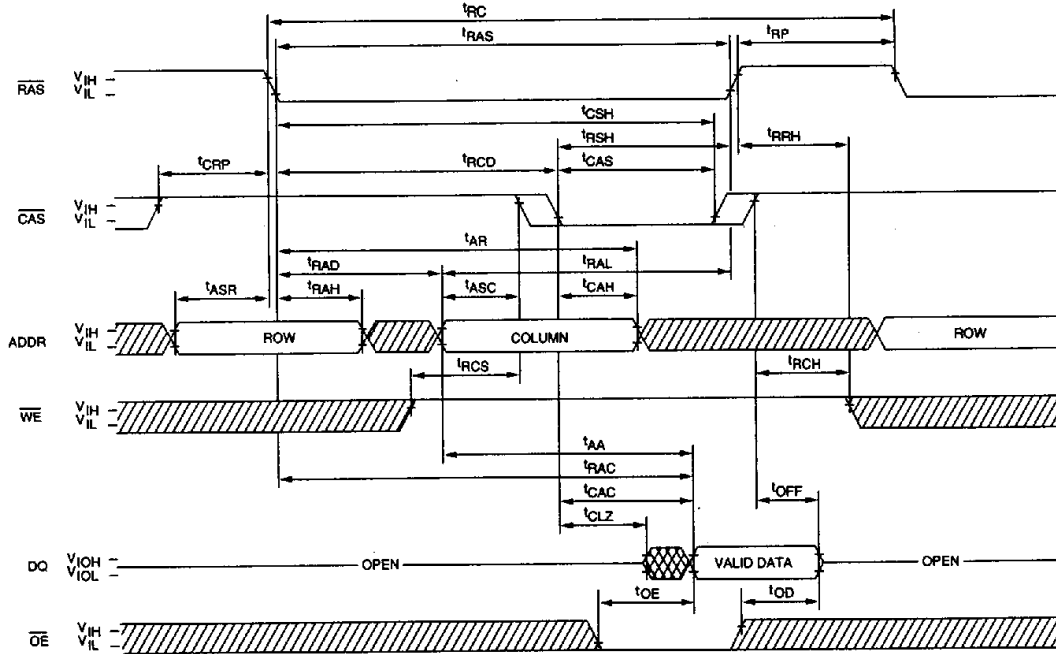 tRC
tRAS
tRP
RAS
VIH
VIL
tCSH
tRSH
tRRH
tCRP
tRCD
tCAS
CAS
VIH
VIL
tAR
tRAD
tRAL
tASR
tRAH
tASC
tCAH
ADDR
VIH
VIL
ROW
COLUMN
ROW
tRCS
tRCH
WE
VIH
VIL
tAA
tRAC
tCAC
tOFF
tCLZ
DQ
VIOH
VIOL
OPEN
VALID DATA
OPEN
tOE
tOD
OE
VIH
VIL